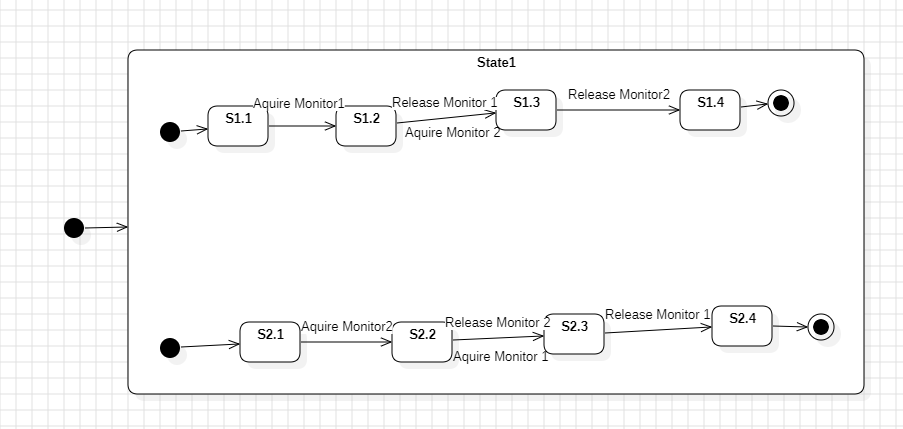 State1
Aquire Monitor1
Release Monitor 1
Release Monitor2
S1.1
S1.2
S1.3
S1.4
Aquire Monitor 2
Aquire Monitor2
Release Monitor 2
Release Monitor 1
S2.1
S2.2
S2.3
S2.4
Aquire Monitor 1